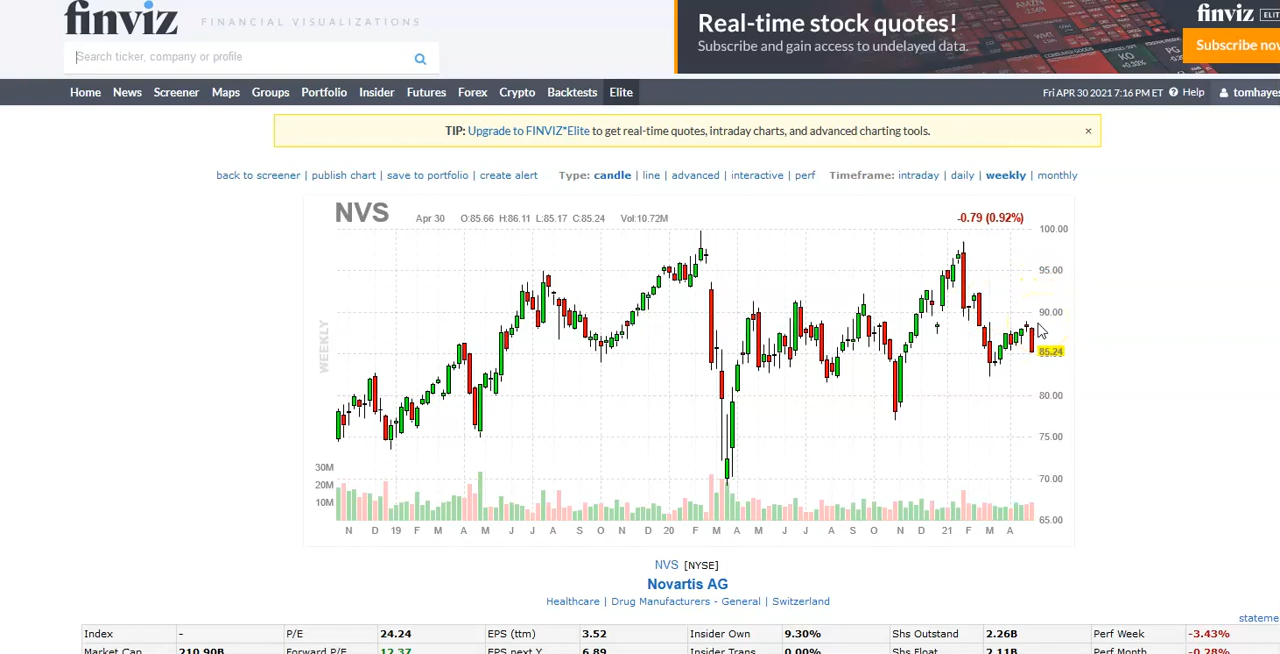 finviz FINANCIAL VISUALIZATIONS
Real-time stock quotes!
Subscribe and gain access to undelayed data.
finviz ELIT
Subscribe now
Search ticker, company or profile
Home News Screener Maps Groups Portfolio Insider Futures Forex Crypto Backtests Elite
Fri APR 30 2021 7:16 PM ET Help tomhayes
TIP: Upgrade to FINVIZ*Elite to get real-time quotes, intraday charts, and advanced charting tools. ×
back to screener | publish chart | save to portfolio | create alert Type: candle | line | advanced | interactive | perf Timeframe: intraday | daily | weekly | monthly
NVS Apr 30 O:85.66 H:86.11 L:85.17 C:85.24 Vol:10.72M -0.79 (0.92%)
100.00
95.00
90.00
85.24
80.00
75.00
70.00
65.00
WEEKLY
30M
20M
10M
N D 19 F M A M J J A S O N D 20 F M A M J J A S O N D 21 F M A
NVS [NYSE]
Novartis AG
Healthcare | Drug Manufacturers - General | Switzerland
stateme
Index - P/E 24.24 EPS (ttm) 3.52 Insider Own 9.30% Shs Outstand 2.26B Perf Week -3.43%
Market Cap 210.90B Forward P/E 12.37 EPS next Y 6.89 Insider Trans 0.00% Shs Float 2.11B Perf Month -0.28%